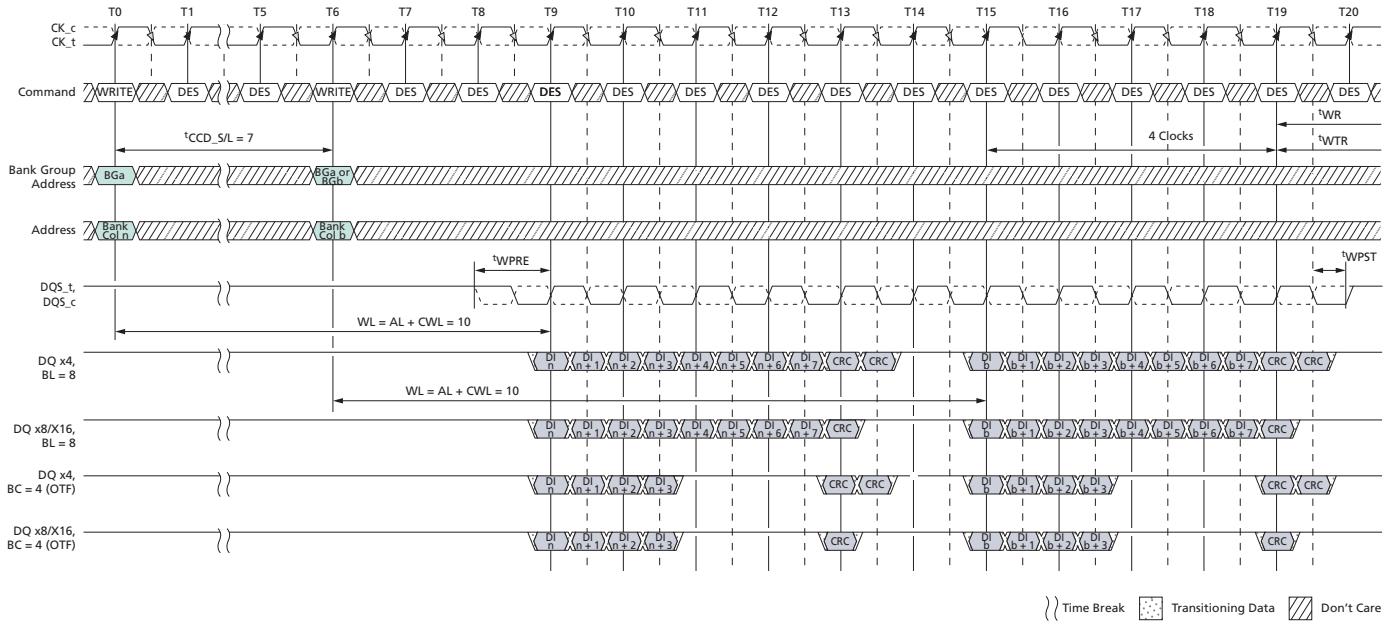 T0 T1 T5 T6 T7 T8 T9 T10 T11 T12 T13 T14 T15 T16 T17 T18 T19 T20
CK_c
CK_t
Command WRITE DES DES WRITE DES DES DES DES DES DES DES DES DES DES DES DES DES DES
tWR
tCCD_S/L = 7 4 Clocks tWTR
Bank Group
Address
BGa BGa or
BGb
Address Bank
Col n
Bank
Col b
tWPRE tWPST
DQS_t,
DQS_c
WL = AL + CWL = 10
DQ x4,
BL = 8
DI
n
DI
n + 1
DI
n + 2
DI
n + 3
DI
n + 4
DI
n + 5
DI
n + 6
DI
n + 7
CRC CRC
DI
b
DI
b + 1
DI
b + 2
DI
b + 3
DI
b + 4
DI
b + 5
DI
b + 6
DI
b + 7
CRC CRC
WL = AL + CWL = 10
DQ x8/X16,
BL = 8
DI
n
DI
n + 1
DI
n + 2
DI
n + 3
DI
n + 4
DI
n + 5
DI
n + 6
DI
n + 7
CRC
DI
b
DI
b + 1
DI
b + 2
DI
b + 3
DI
b + 4
DI
b + 5
DI
b + 6
DI
b + 7
CRC
DQ x4,
BC = 4 (OTF)
DI
n
DI
n + 1
DI
n + 2
DI
n + 3
CRC CRC
DI
b
DI
b + 1
DI
b + 2
DI
b + 3
CRC CRC
DQ x8/X16,
BC = 4 (OTF)
DI
n
DI
n + 1
DI
n + 2
DI
n + 3
CRC
DI
b
DI
b + 1
DI
b + 2
DI
b + 3
CRC
Time Break Transitioning Data Don't Care